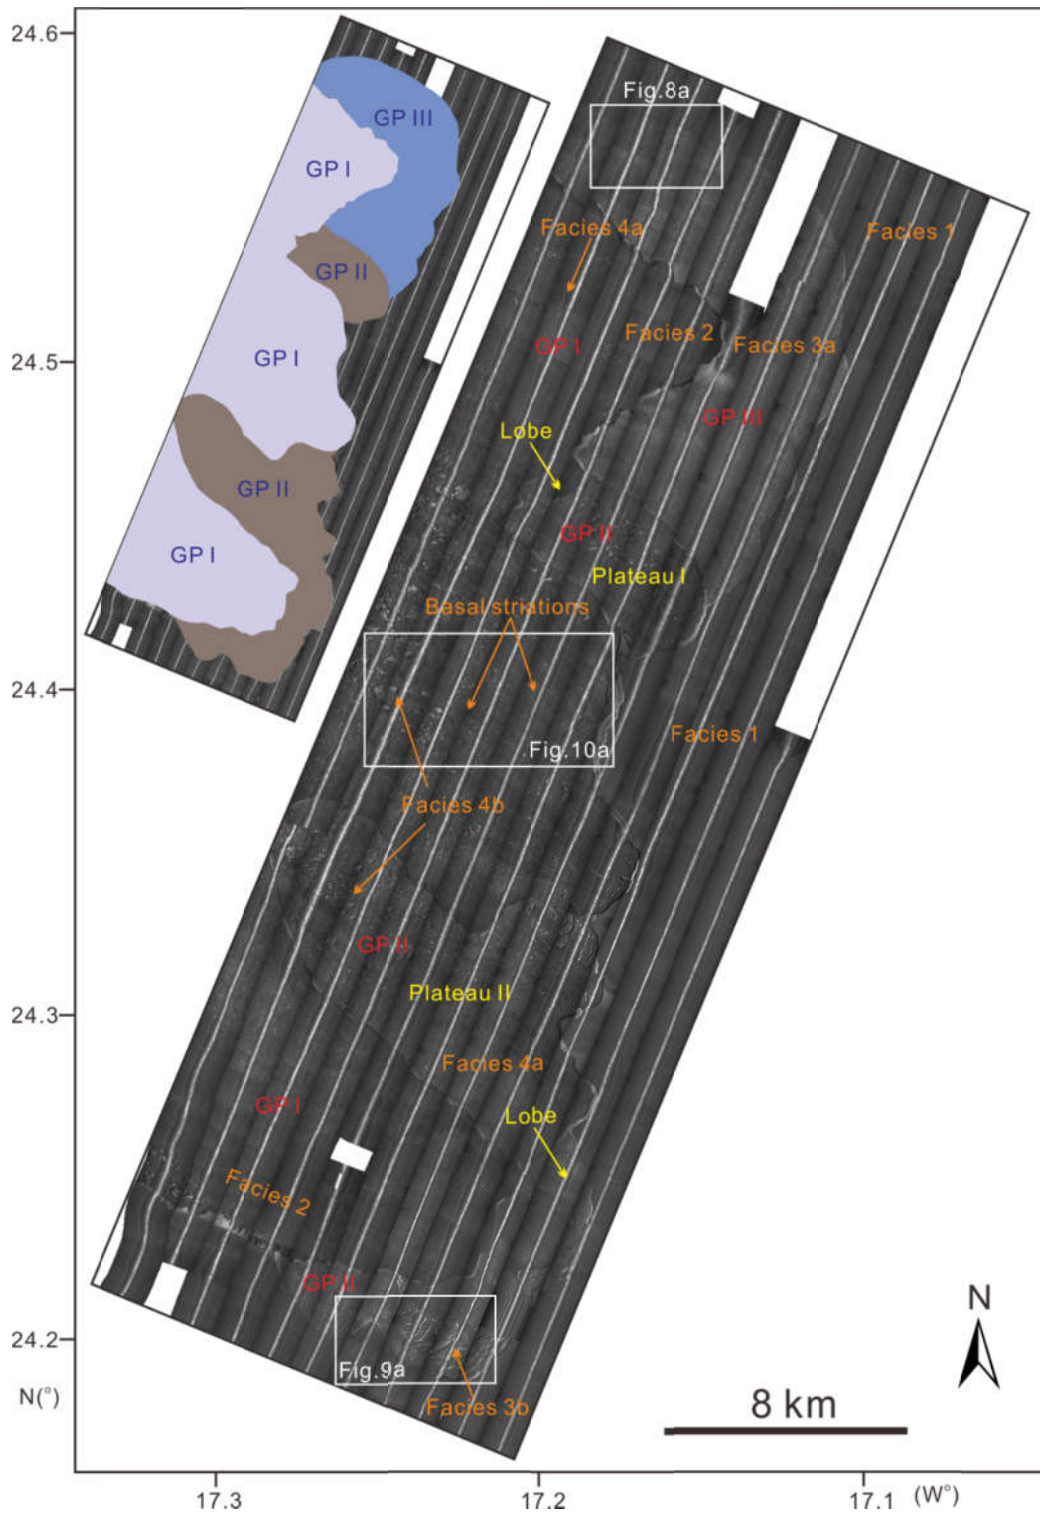 24.6
Fig.8a
GP III
GP I
Facies 4a
Facies 1
GP II
Facies 2
Facies 3a
GP I
GP I
24.5
GP III
Lobe
GP II
GP II
GP I
Plateau I
Basal striations
24.4
Facies 1
Fig.10a
Facies 4b
GP II
Plateau II
24.3
Facies 4a
GP I
Lobe
Facies 2
GP II
N
24.2
Fig.9a
N(°)
Facies 3b
8 km
17.3
17.2
17.1
(W°)